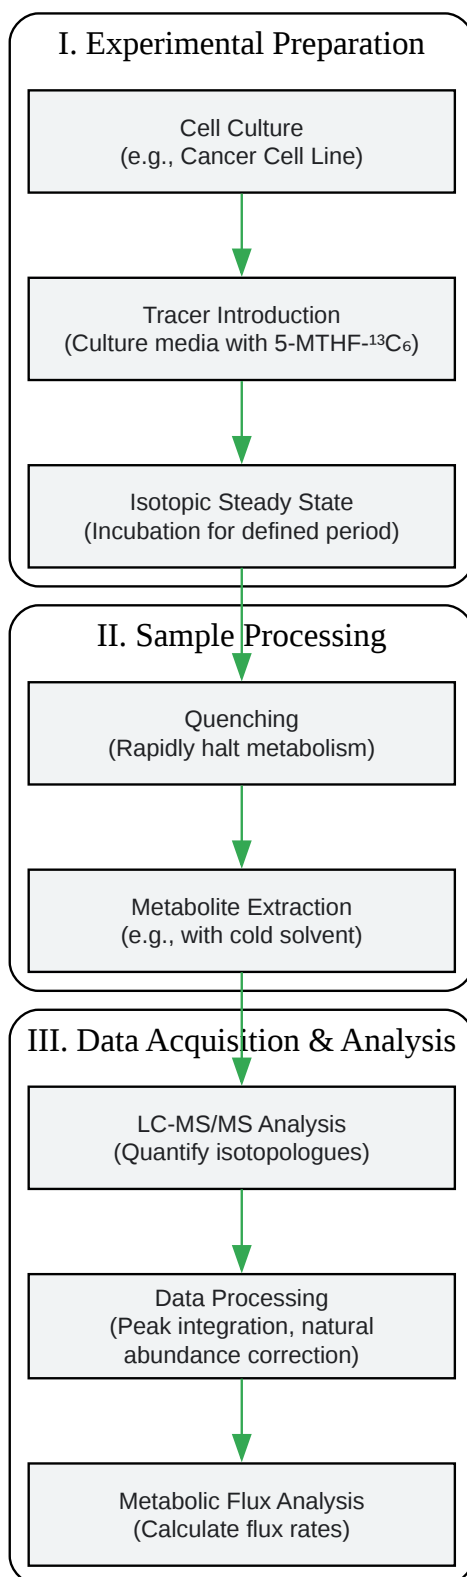 I. Experimental Preparation
Cell Culture
(e.g., Cancer Cell Line)
Tracer Introduction
(Culture media with 5-MTHF-¹³C₆)
Isotopic Steady State
(Incubation for defined period)
II. Sample Processing
Quenching
(Rapidly halt metabolism)
Metabolite Extraction
(e.g., with cold solvent)
III. Data Acquisition & Analysis
LC-MS/MS Analysis
(Quantify isotopologues)
Data Processing
(Peak integration, natural
abundance correction)
Metabolic Flux Analysis
(Calculate flux rates)